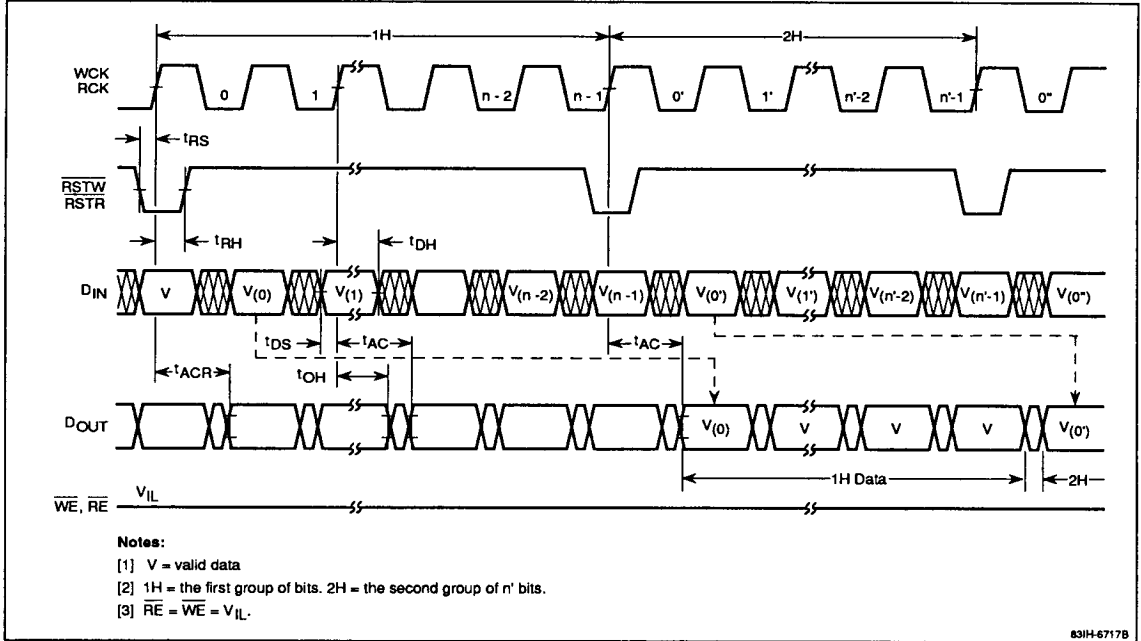 1H 2H
WCK
RCK
0 1 n - 2 n - 1 0' 1' n'-2 n'-1 0"
tRS
RSTW
RSTR
tRH tDH
DIN V V(0) V(1) V(n -2) V(n -1) V(0') V(1') V(n'-2) V(n'-1) V(0")
tDS tAC tAC
tACR tOH
DOUT V(0) V V V V(0')
1H Data 2H
VIL
WE, RE
Notes:
[1] V = valid data
[2] 1H = the first group of bits. 2H = the second group of n' bits.
[3] RE = WE = VIL.
83IH-6717B